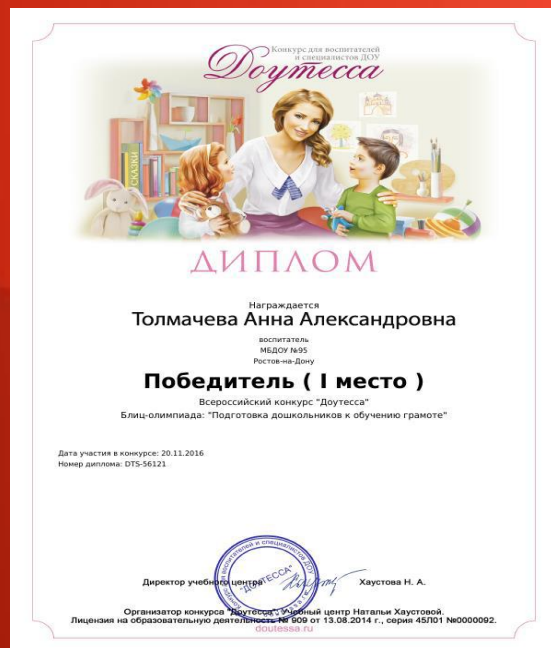 Конкурс для воспитателей
и специалистов ДОУ
Доутесса
СКАЗКИ
ДИПЛОМ
Награждается
Толмачева Анна Александровна
воспитатель
МБДОУ №95
Ростов-на-Дону
Победитель ( I место )
Всероссийский конкурс "Доутесса"
Блиц-олимпиада: "Подготовка дошкольников к обучению грамоте"
Дата участия в конкурсе: 20.11.2016
Номер диплома: DTS-56121
Директор учебного центра
Хаустова Н. А.
"ДОУТЕССА"
Организатор конкурса "Доутесса": Учебный центр Натальи Хаустовой.
Лицензия на образовательную деятельность № 909 от 13.08.2014 г., серия 45Л01 №0000092.
doutessa.ru